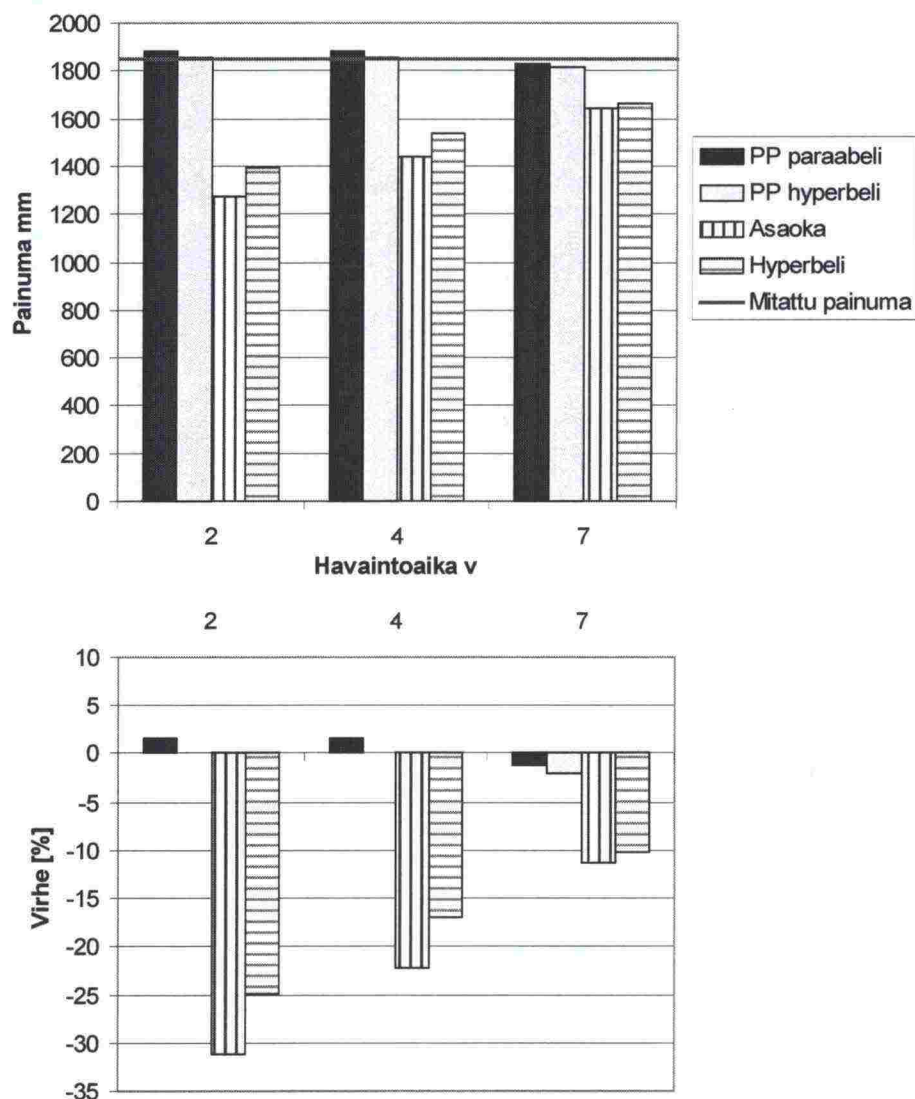 Painuma mm
2000
1800
1600
1400
1200
1000
800
600
400
200
0
2 4 7
Havaintoaika v
PP paraabeli
PP hyperbeli
Asaoka
Hyperbeli
Mitattu painuma
2 4 7
Virhe [%]
10
5
0
-5
-10
-15
-20
-25
-30
-35